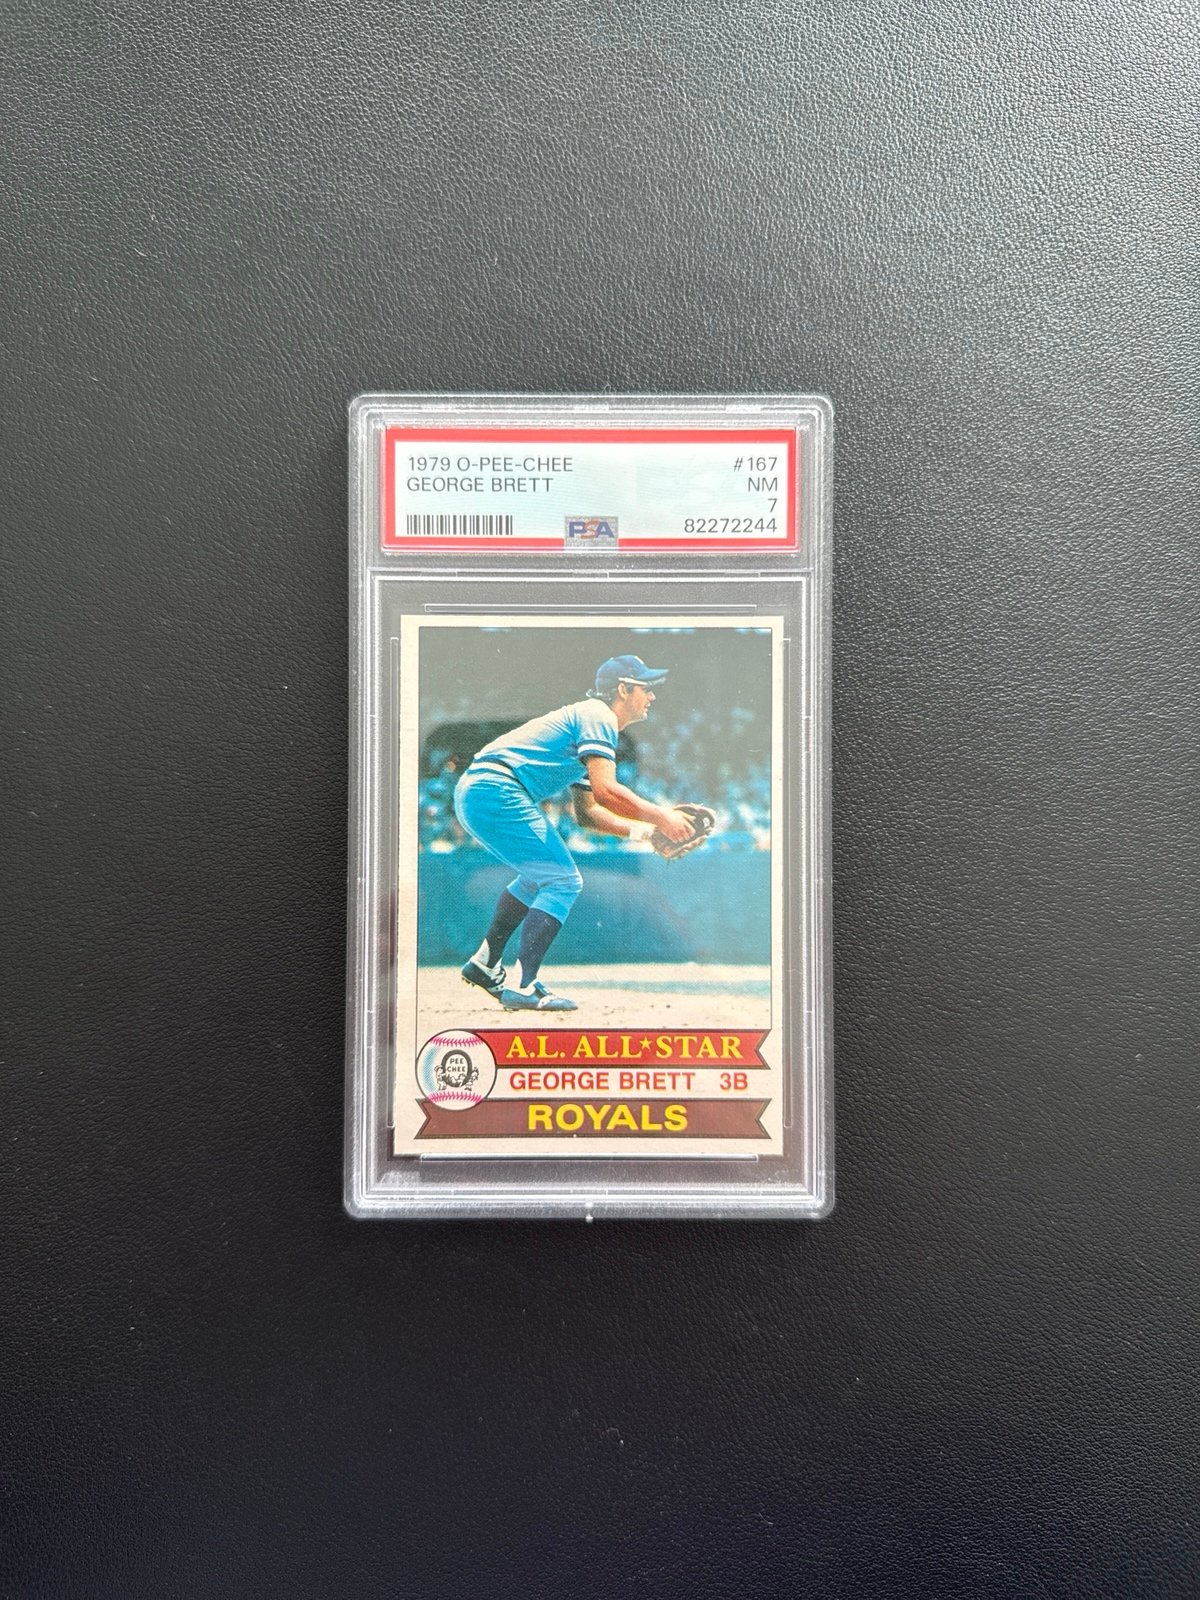 1979 O-PEE-CHEE #167
GEORGE BRETT NM
7
82272244
PSA
A.L. ALL★STAR
PEE
CHEE
GEORGE BRETT 3B
ROYALS